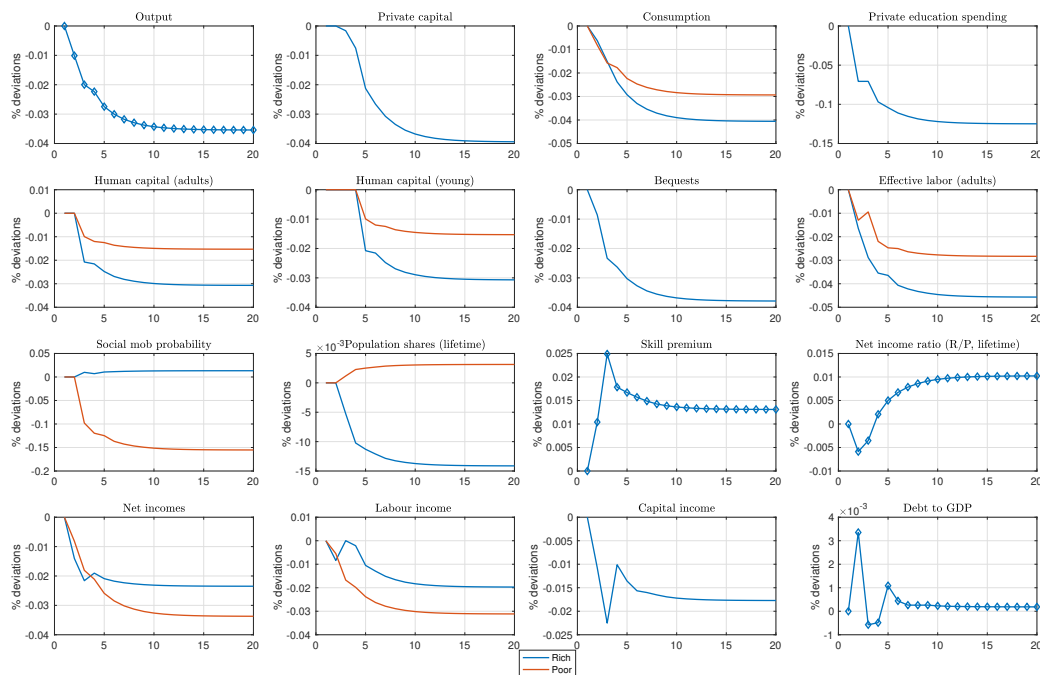 Output
% deviations
0
-0.01
-0.02
-0.03
-0.04
0 5 10 15 20
Private capital
% deviations
0
-0.01
-0.02
-0.03
-0.04
0 5 10 15 20
Consumption
% deviations
0
-0.01
-0.02
-0.03
-0.04
-0.05
0 5 10 15 20
Private education spending
% deviations
0
-0.05
-0.1
-0.15
0 5 10 15 20
Human capital (adults)
% deviations
0.01
0
-0.01
-0.02
-0.03
-0.04
0 5 10 15 20
Human capital (young)
% deviations
0
-0.01
-0.02
-0.03
-0.04
0 5 10 15 20
Bequests
% deviations
0
-0.01
-0.02
-0.03
-0.04
0 5 10 15 20
Effective labor (adults)
% deviations
0
-0.01
-0.02
-0.03
-0.04
-0.05
0 5 10 15 20
Social mob probability
% deviations
0.05
0
-0.05
-0.1
-0.15
-0.2
0 5 10 15 20
×10-3 Population shares (lifetime)
% deviations
5
0
-5
-10
-15
0 5 10 15 20
Skill premium
% deviations
0.025
0.02
0.015
0.01
0.005
0
0 5 10 15 20
Net income ratio (R/P, lifetime)
% deviations
0.015
0.01
0.005
0
-0.005
-0.01
0 5 10 15 20
Net incomes
% deviations
0
-0.01
-0.02
-0.03
-0.04
0 5 10 15 20
Labour income
% deviations
0.01
0
-0.01
-0.02
-0.03
-0.04
0 5 10 15 20
Capital income
% deviations
0
-0.005
-0.01
-0.015
-0.02
-0.025
0 5 10 15 20
Debt to GDP
×10-3
% deviations
4
3
2
1
0
-1
0 5 10 15 20
Rich
Poor